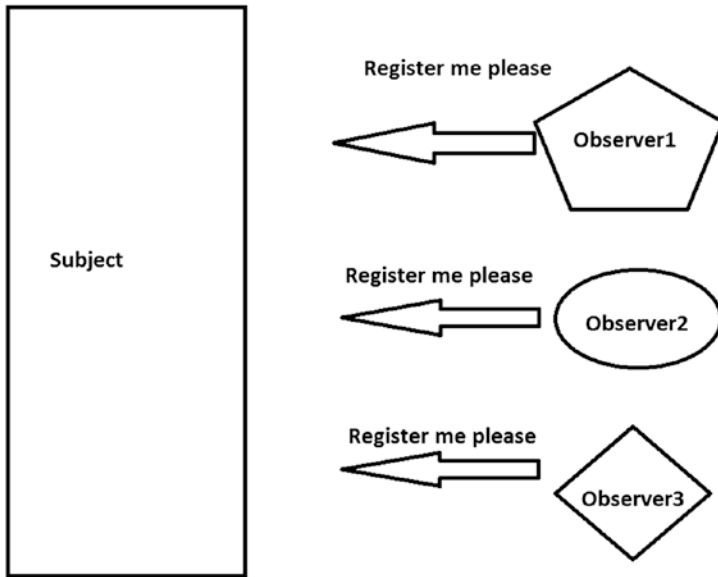 Register me please
Observer1
Subject
Register me please
Observer2
Register me please
Observer3